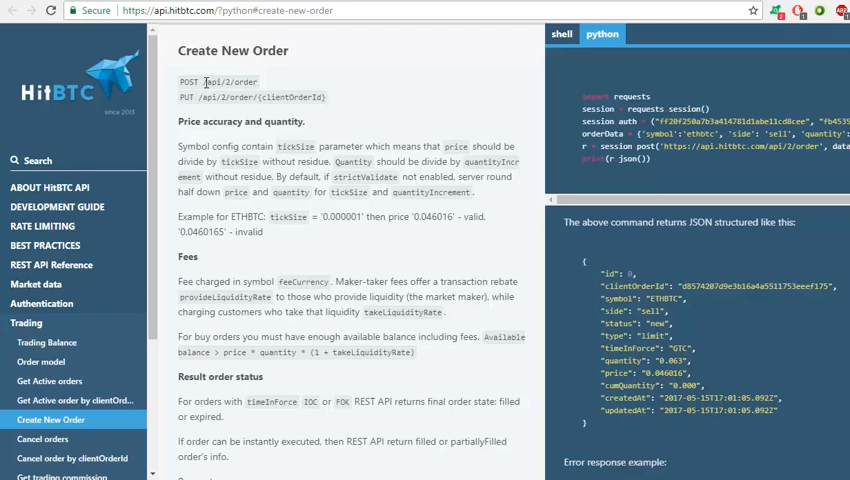 Secure
https://api.hitbtc.com/?python#create-new-order
HitBTC
since 2013
Search
ABOUT HitBTC API
DEVELOPMENT GUIDE
RATE LIMITING
BEST PRACTICES
REST API Reference
Market data
Authentication
Trading
Trading Balance
Order model
Get Active orders
Get Active order by clientOrd...
Create New Order
Cancel orders
Cancel order by clientOrderId
Get trading commission
Create New Order
POST /api/2/order
PUT /api/2/order/{clientOrderId}
Price accuracy and quantity.
Symbol config contain tickSize parameter which means that price should be
divide by tickSize without residue. Quantity should be divide by quantityIncr
ement without residue. By default, if strictValidate not enabled, server round
half down price and quantity for tickSize and quantityIncrement.
Example for ETHBTC: tickSize = '0.000001' then price '0.046016' - valid,
'0.0460165' - invalid
Fees
Fee charged in symbol feeCurrency. Maker-taker fees offer a transaction rebate
provideLiquidityRate to those who provide liquidity (the market maker), while
charging customers who take that liquidity takeLiquidityRate.
For buy orders you must have enough available balance including fees. Available
balance > price * quantity * (1 + takeLiquidityRate)
Result order status
For orders with timeInForce IOC or FOK REST API returns final order state: filled
or expired.
If order can be instantly executed, then REST API return filled or partiallyFilled
order's info.
shell python
import requests
session = requests session()
session auth = ("ff20f250a7b3a414781d1abe11cd8cee", "fb4535
orderData = {'symbol':'ethbtc', 'side': 'sell', 'quantity':
r = session post('https://api.hitbtc.com/api/2/order', data
print(r json())
The above command returns JSON structured like this:
{
"id": 0,
"clientOrderId": "d8574207d9e3b16a4a5511753eeef175",
"symbol": "ETHBTC",
"side": "sell",
"status": "new",
"type": "limit",
"timeInForce": "GTC",
"quantity": "0.063",
"price": "0.046016",
"cumQuantity": "0.000",
"createdAt": "2017-05-15T17:01:05.092Z",
"updatedAt": "2017-05-15T17:01:05.092Z"
}
Error response example: